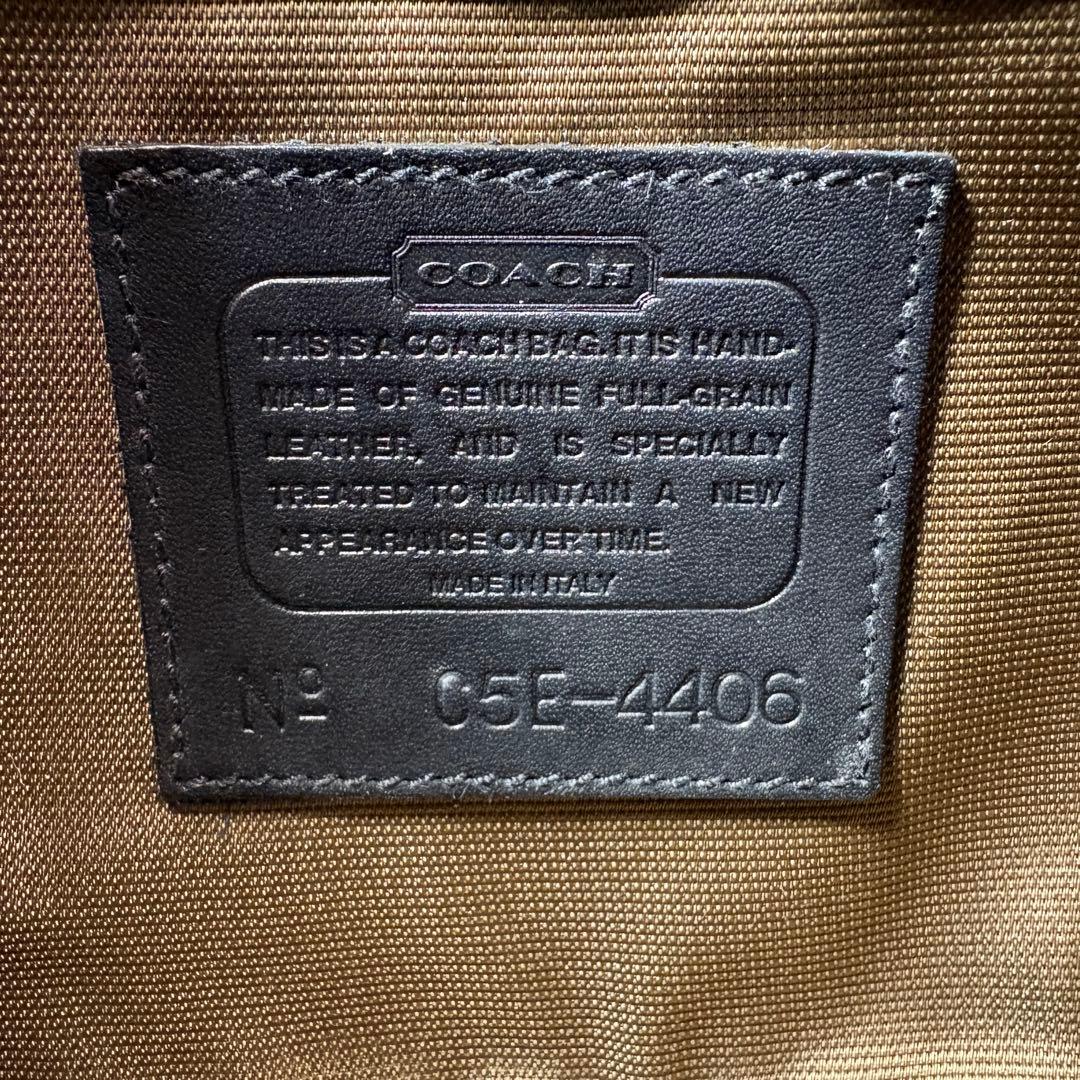 COACH
THIS IS A COACH BAG. IT IS HAND-
MADE OF GENUINE FULL-GRAIN
LEATHER, AND IS SPECIALLY
TREATED TO MAINTAIN A NEW
APPEARANCE OVER TIME.
MADE IN ITALY
Nº C5E-4406